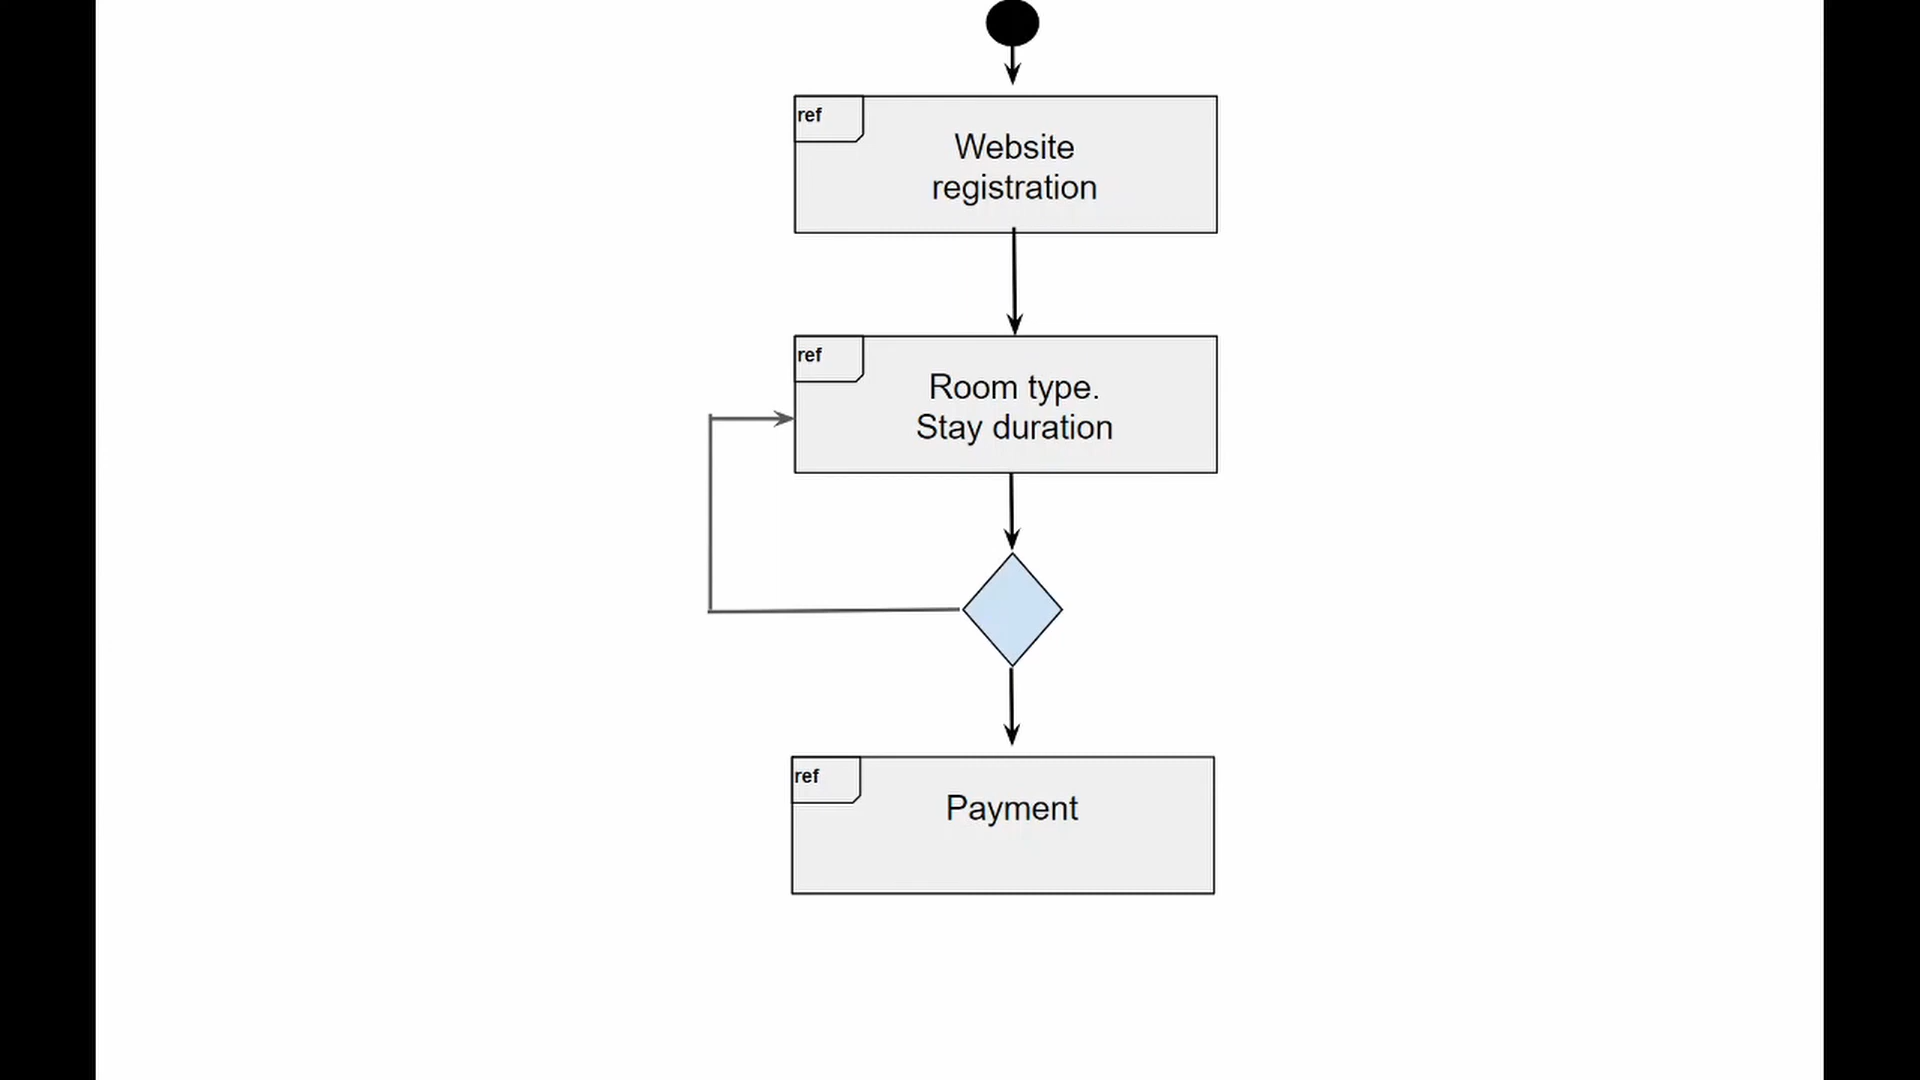 ref
Website
registration
ref
Room type.
Stay duration
ref
Payment